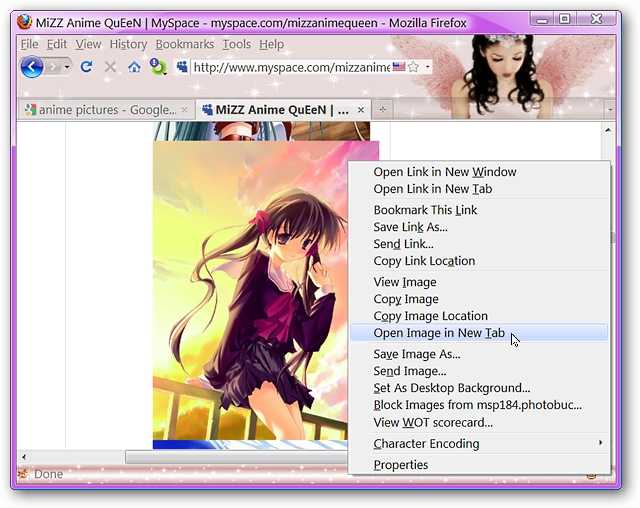 MiZZ Anime QuEeN | MySpace - myspace.com/mizzanimequeen - Mozilla Firefox
File Edit View History Bookmarks Tools Help
http://www.myspace.com/mizzanime
anime pictures - Google...
MiZZ Anime QuEeN | ...
Open Link in New Window
Open Link in New Tab
Bookmark This Link
Save Link As...
Send Link...
Copy Link Location
View Image
Copy Image
Copy Image Location
Open Image in New Tab
Save Image As...
Send Image...
Set As Desktop Background...
Block Images from msp184.photobuc...
View WOT scorecard...
Character Encoding
Properties
Done